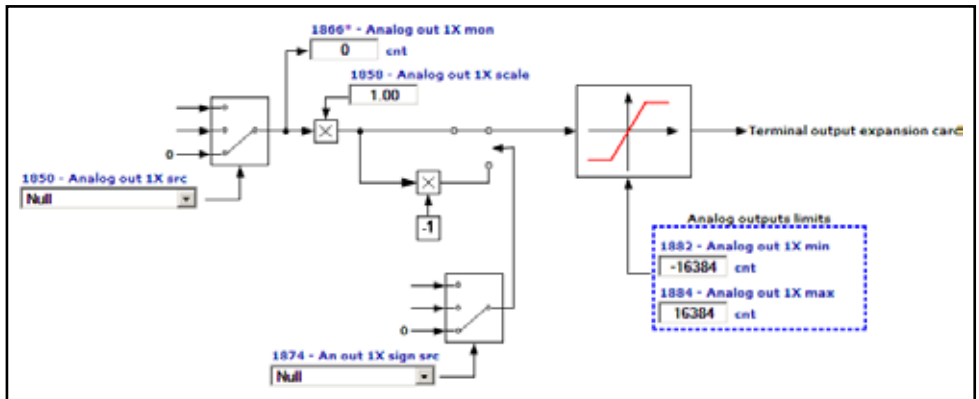 1866* - Analog out 1X mon
0 cnt
1858 - Analog out 1X scale
1.00
×
0
1850 - Analog out 1X src
Null
×
-1
Terminal output expansion card
Analog outputs limits
1882 - Analog out 1X min
-16384 cnt
1884 - Analog out 1X max
16384 cnt
0
1874 - An out 1X sign src
Null